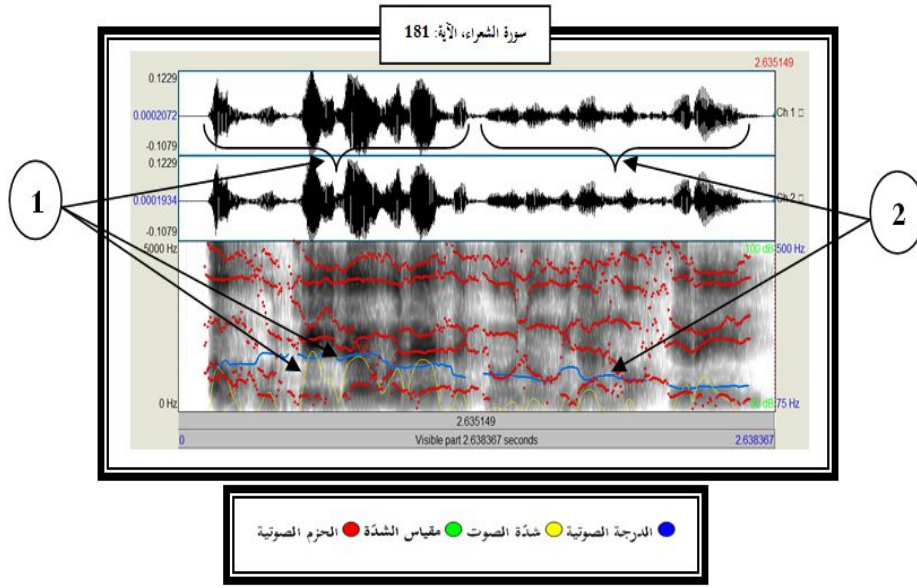 سورة الشعراء، الآية: 181
2.635149
0.1229
0.0002072
-0.1079
Ch 1
0.1229
0.0001934
-0.1079
Ch 2
1
2
5000 Hz
100 dB
500 Hz
0 Hz
dB
75 Hz
2.635149
0
Visible part 2.638367 seconds
2.638367
الدرجة الصوتية
شدّة الصوت
مقياس الشدّة
الحزم الصوتية